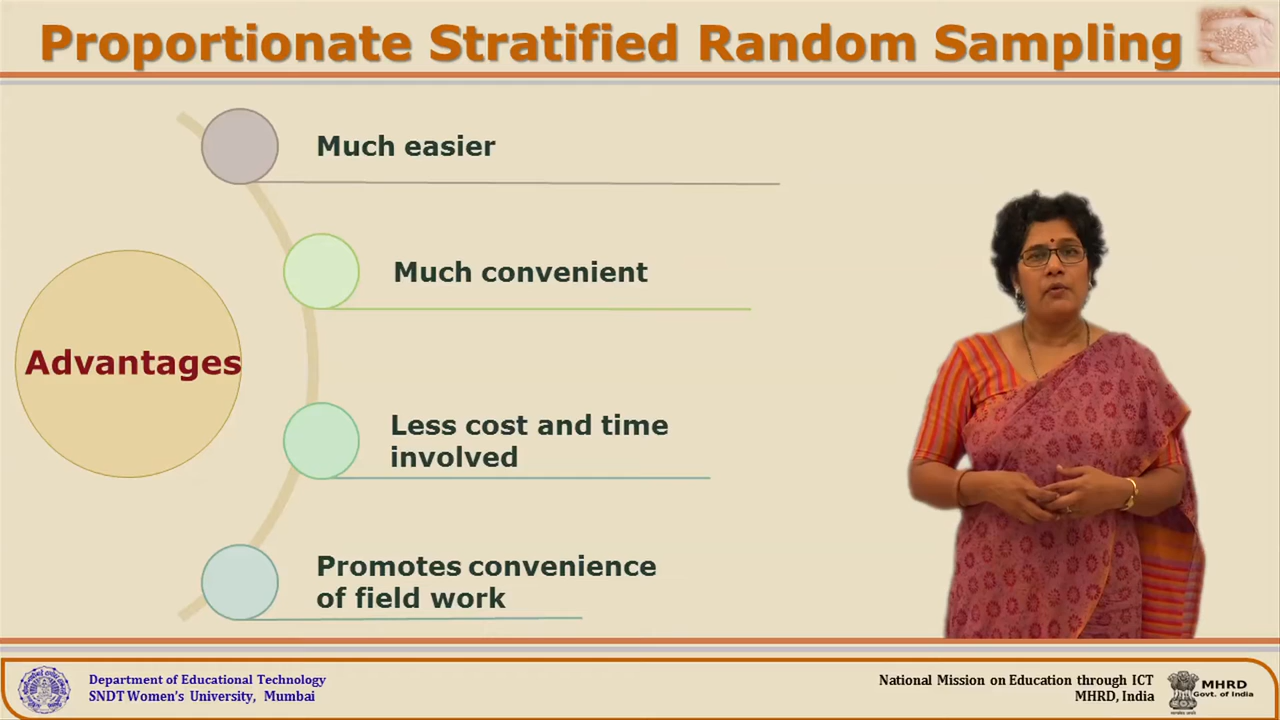 Proportionate Stratified Random Sampling
Much easier
Much convenient
Advantages
Less cost and time
involved
Promotes convenience
of field work
Department of Educational Technology
SNDT Women's University, Mumbai
National Mission on Education through ICT
MHRD, India
MHRD
Govt. of India